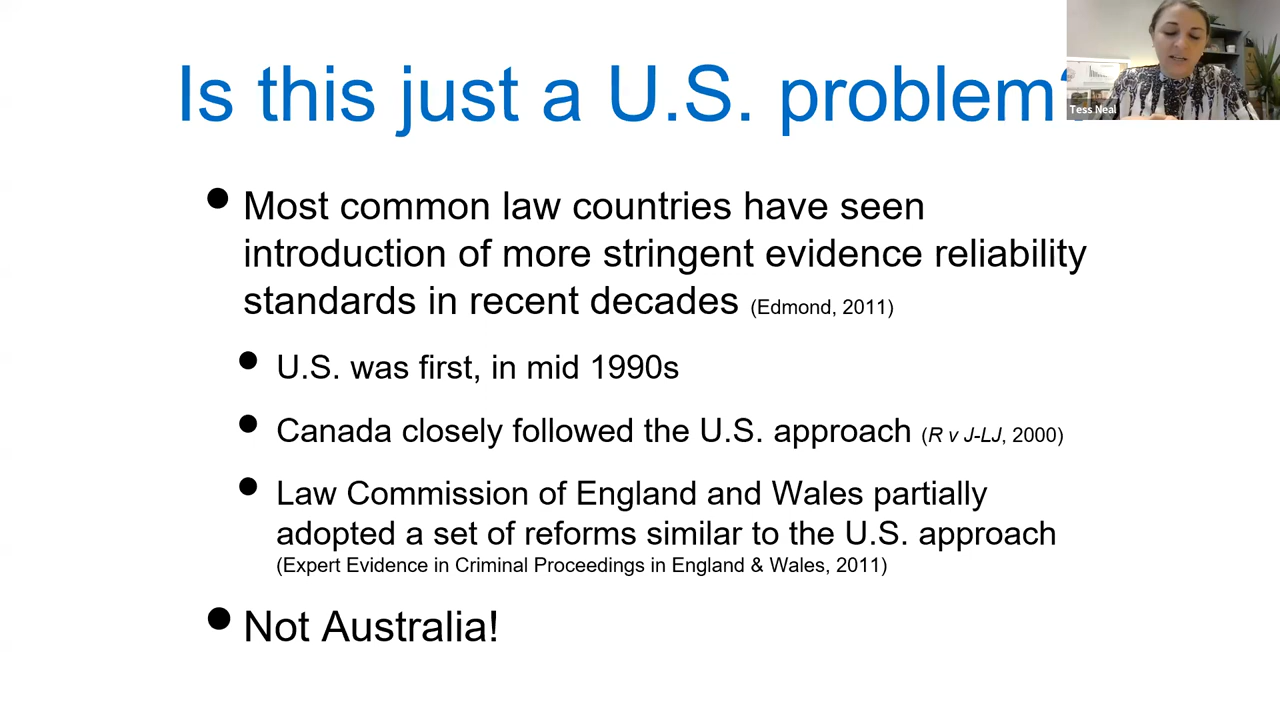 Is this just a U.S. problem?
Tess Neal
• Most common law countries have seen
introduction of more stringent evidence reliability
standards in recent decades (Edmond, 2011)
• U.S. was first, in mid 1990s
• Canada closely followed the U.S. approach (R v J-LJ, 2000)
• Law Commission of England and Wales partially
adopted a set of reforms similar to the U.S. approach
(Expert Evidence in Criminal Proceedings in England & Wales, 2011)
• Not Australia!